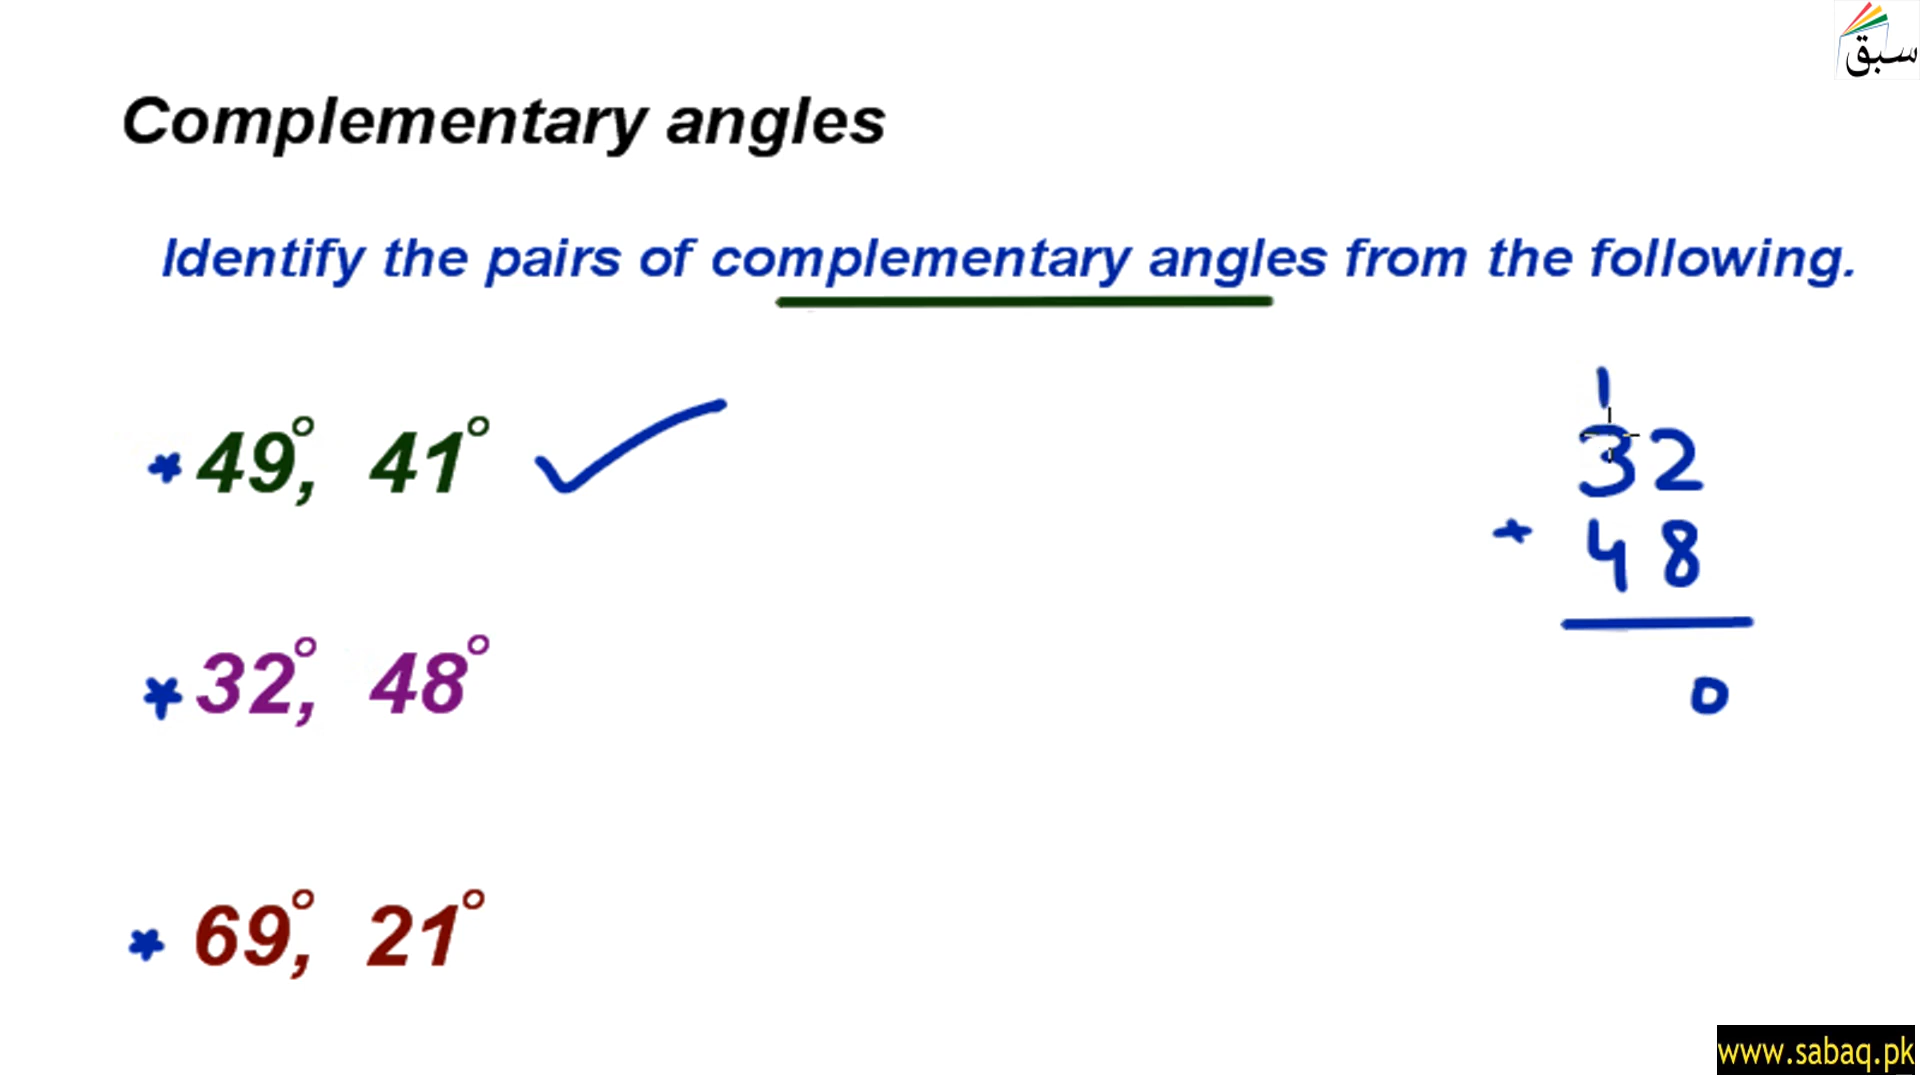 سبق
Complementary angles
Identify the pairs of complementary angles from the following.
* 49°, 41° ✓
* 32°, 48°
* 69°, 21°
1
32
+ 48
0
www.sabaq.pk